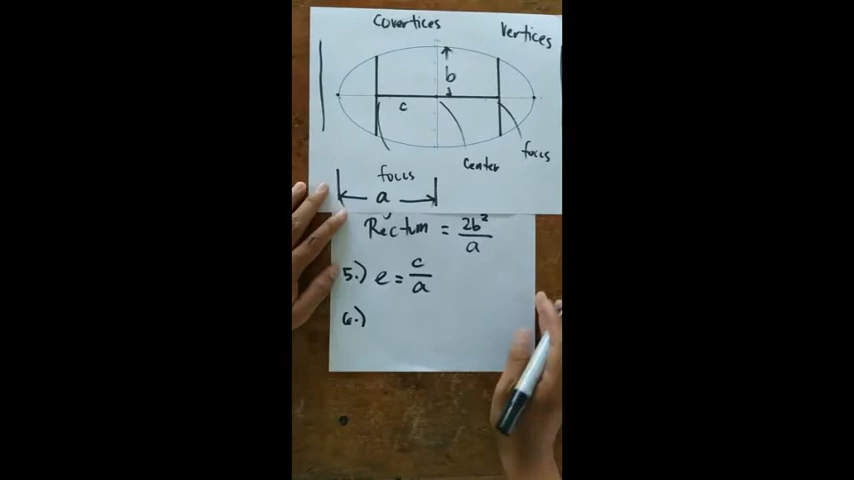 Covertices
Vertices
b
c
focus
center
focus
a
Rectum = 2b²/a
5.) e = c/a
6.)